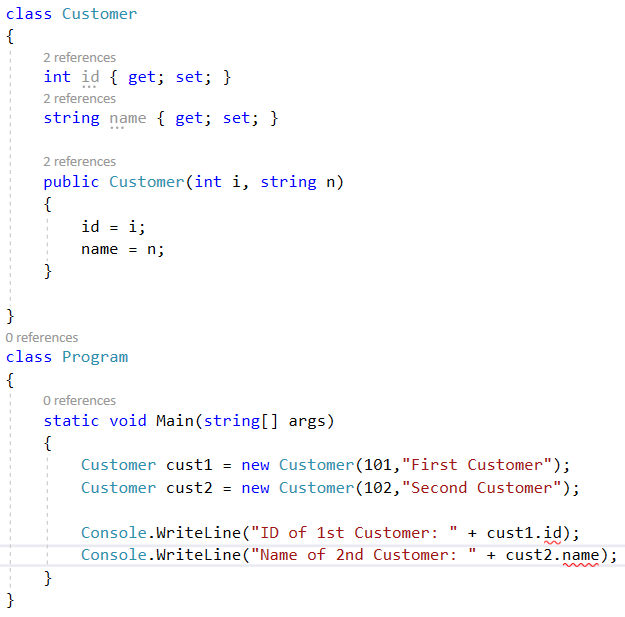 class Customer
{
2 references
int id { get; set; }
2 references
string name { get; set; }
2 references
public Customer(int i, string n)
{
id = i;
name = n;
}
}
0 references
class Program
{
0 references
static void Main(string[] args)
{
Customer cust1 = new Customer(101,"First Customer");
Customer cust2 = new Customer(102,"Second Customer");
Console.WriteLine("ID of 1st Customer: " + cust1.id);
Console.WriteLine("Name of 2nd Customer: " + cust2.name);
}
}